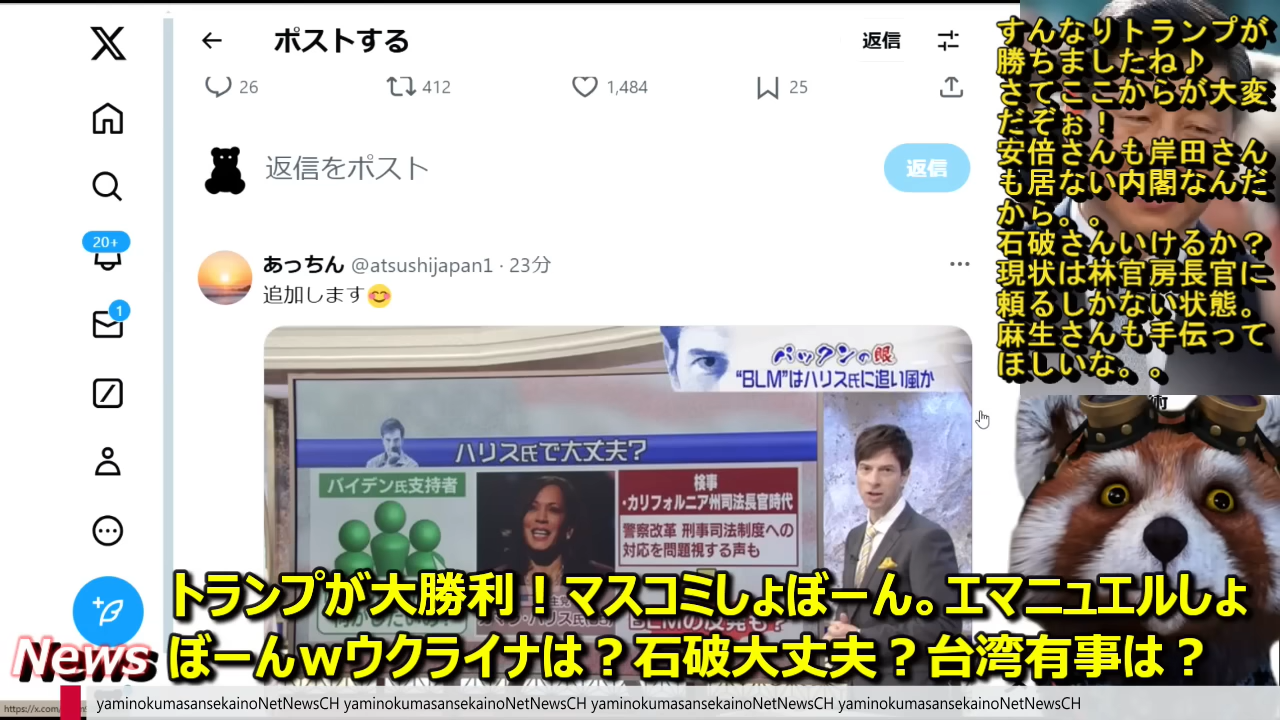 ポストする
返信
26
412
1,484
25
返信をポスト
返信
20+
1
あっちん @atsushijapan1・23分
追加します
パックンの眼
“BLM”はハリス氏に追い風か
ハリス氏で大丈夫?
バイデン氏支持者
検事
・カリフォルニア州司法長官時代
警察改革 刑事司法制度への
対応を問題視する声も
すんなりトランプが
勝ちましたね♪
さてここからが大変
だぞぉ！
安倍さんも岸田さん
も居ない内閣なんだ
から。。
石破さんいけるか？
現状は林官房長官に
頼るしかない状態。
麻生さんも手伝って
ほしいな。。
術
トランプが大勝利！マスコミしょぼーん。エマニュエルしょ
ぼーんｗウクライナは？石破大丈夫？台湾有事は？
News
yaminokumasansekainoNetNewsCH yaminokumasansekainoNetNewsCH yaminokumasansekainoNetNewsCH yaminokumasansekainoNetNewsCH